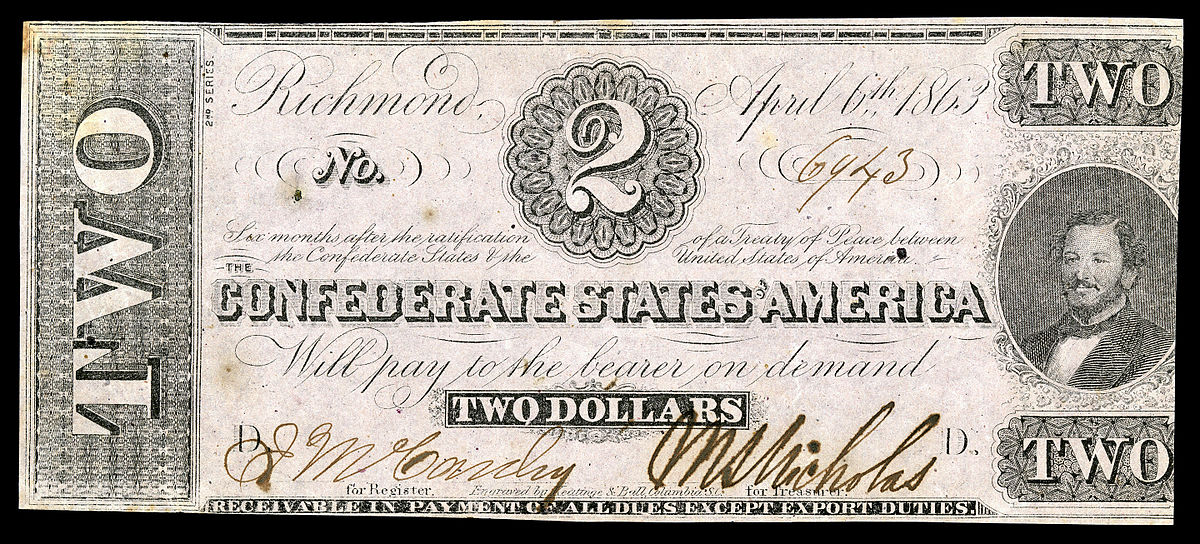 TWO
2ND SERIES.
Richmond, April 6th, 1863
2
TWO
No. 6943
Six months after the ratification of a Treaty of Peace between
the Confederate States & the United States of America.
THE
CONFEDERATE STATES OF AMERICA
Will pay to the bearer on demand
TWO DOLLARS
D. D.
TWO
for Register. Engraved by Keatinge & Ball, Columbia, S.C. for Treasurer.
RECEIVABLE IN PAYMENT OF ALL DUES EXCEPT EXPORT DUTIES.